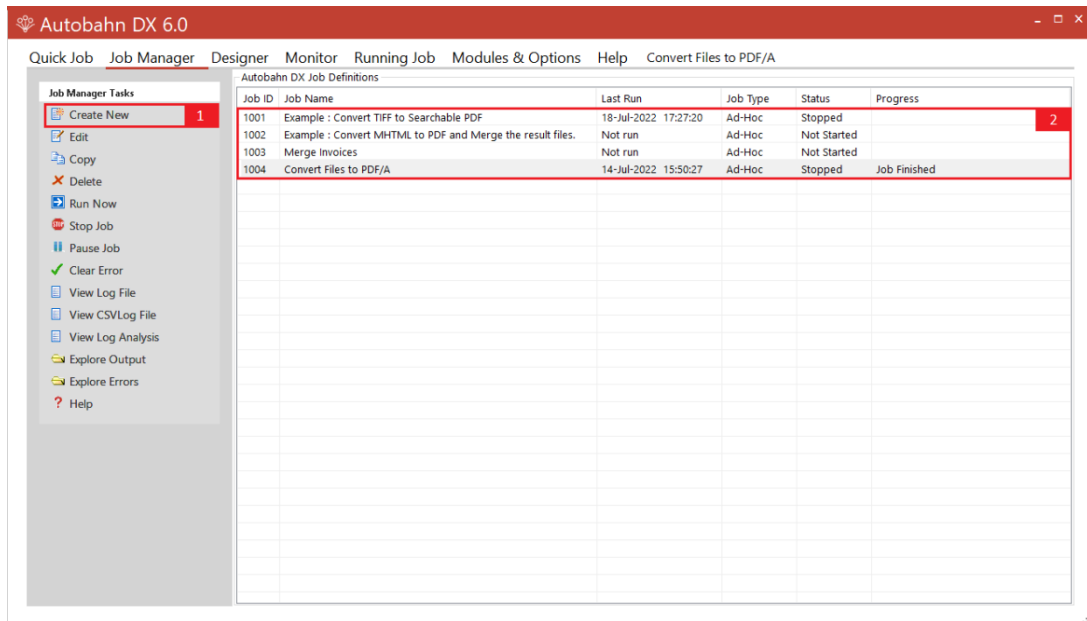 Autobahn DX 6.0
Quick Job Job Manager Designer Monitor Running Job Modules & Options Help Convert Files to PDF/A
Job Manager Tasks
Create New 1
Edit
Copy
Delete
Run Now
STOP Stop Job
Pause Job
Clear Error
View Log File
View CSVLog File
View Log Analysis
Explore Output
Explore Errors
? Help
Autobahn DX Job Definitions
Job ID Job Name Last Run Job Type Status Progress
1001 Example : Convert TIFF to Searchable PDF 18-Jul-2022 17:27:20 Ad-Hoc Stopped 2
1002 Example : Convert MHTML to PDF and Merge the result files. Not run Ad-Hoc Not Started
1003 Merge Invoices Not run Ad-Hoc Not Started
1004 Convert Files to PDF/A 14-Jul-2022 15:50:27 Ad-Hoc Stopped Job Finished